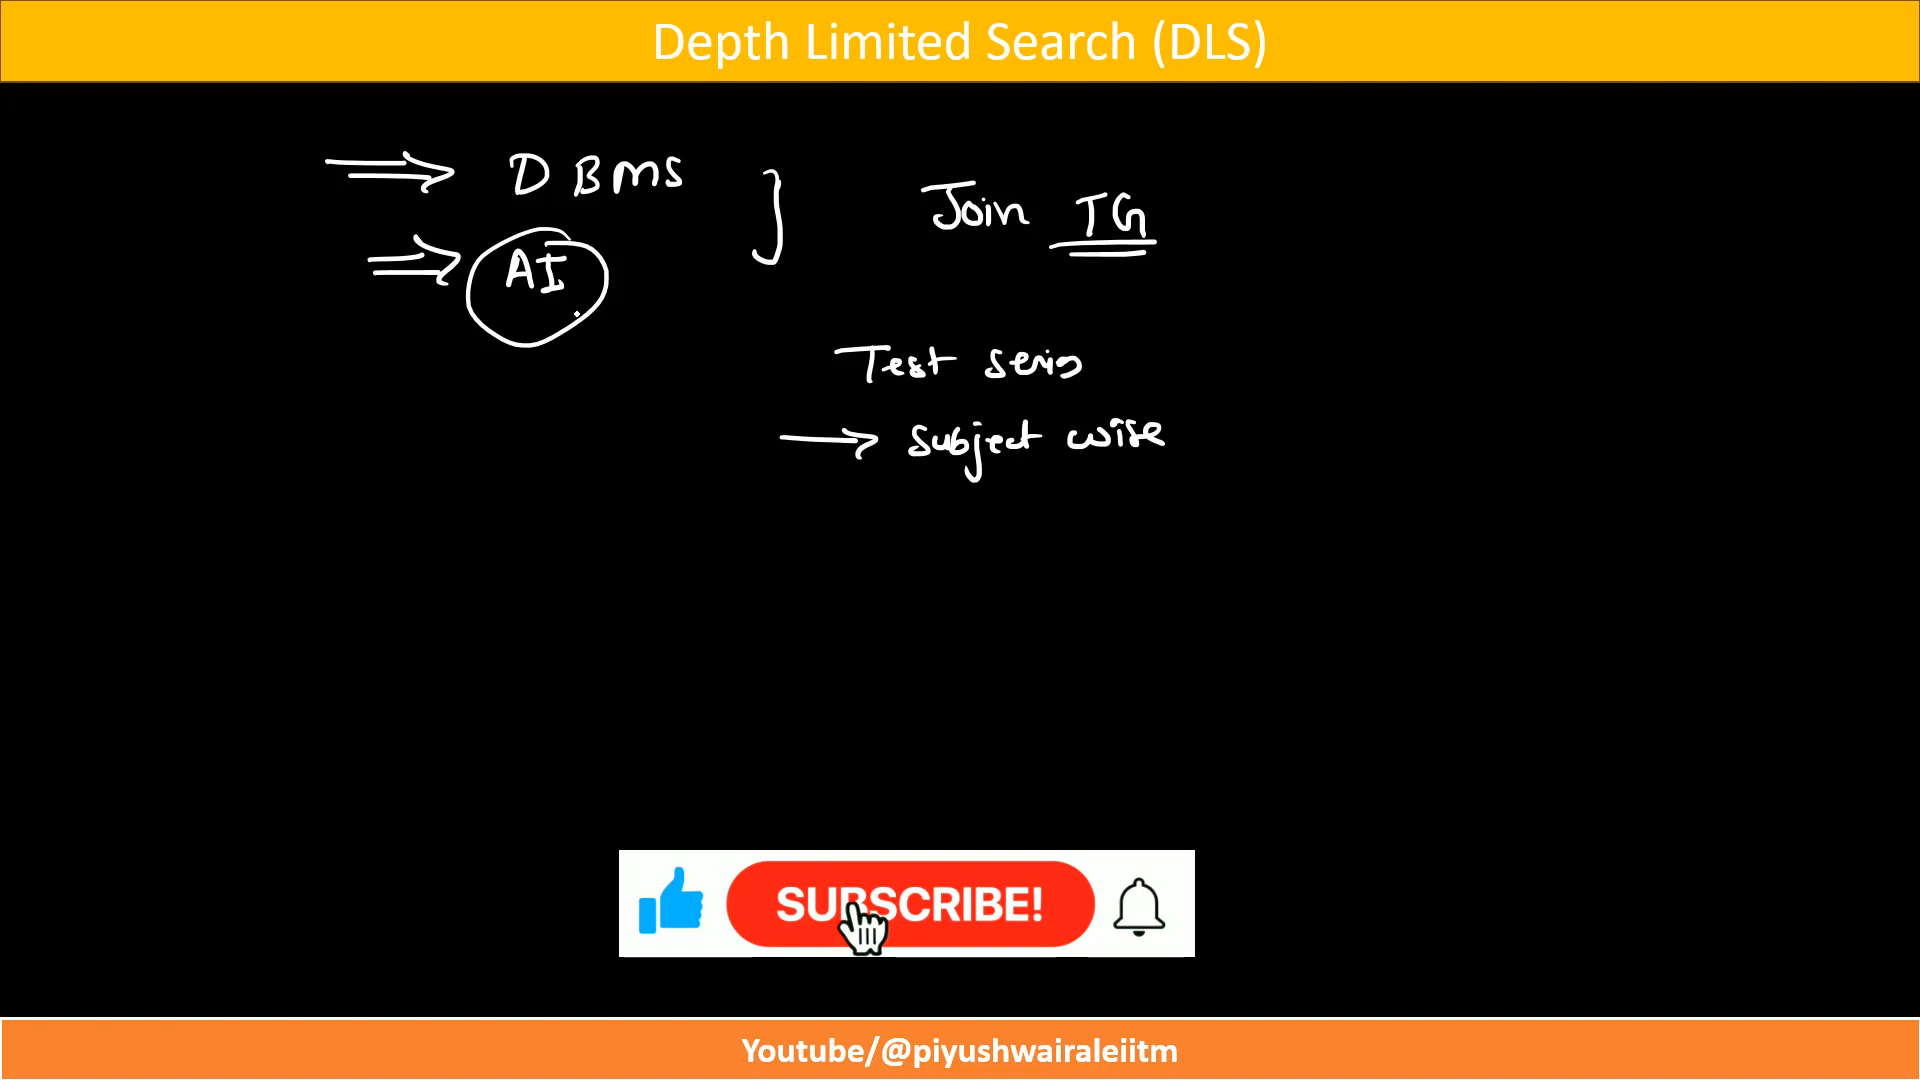 Depth Limited Search (DLS)
DBMS
AI
Join TG
Test series
Subject wise
SUBSCRIBE!
Youtube/@piyushwairaleiitm